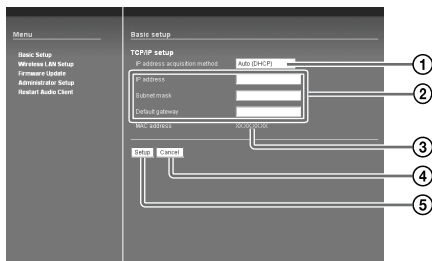 Menu
Basic Setup
Wireless LAN Setup
Firmware Update
Administrator Setup
Restart Audio Client
Basic setup
TCP/IP setup
IP address acquisition method Auto (DHCP)
IP address
Subnet mask
Default gateway
MAC address XX:XX:XX:XX
Setup Cancel
1
2
3
4
5